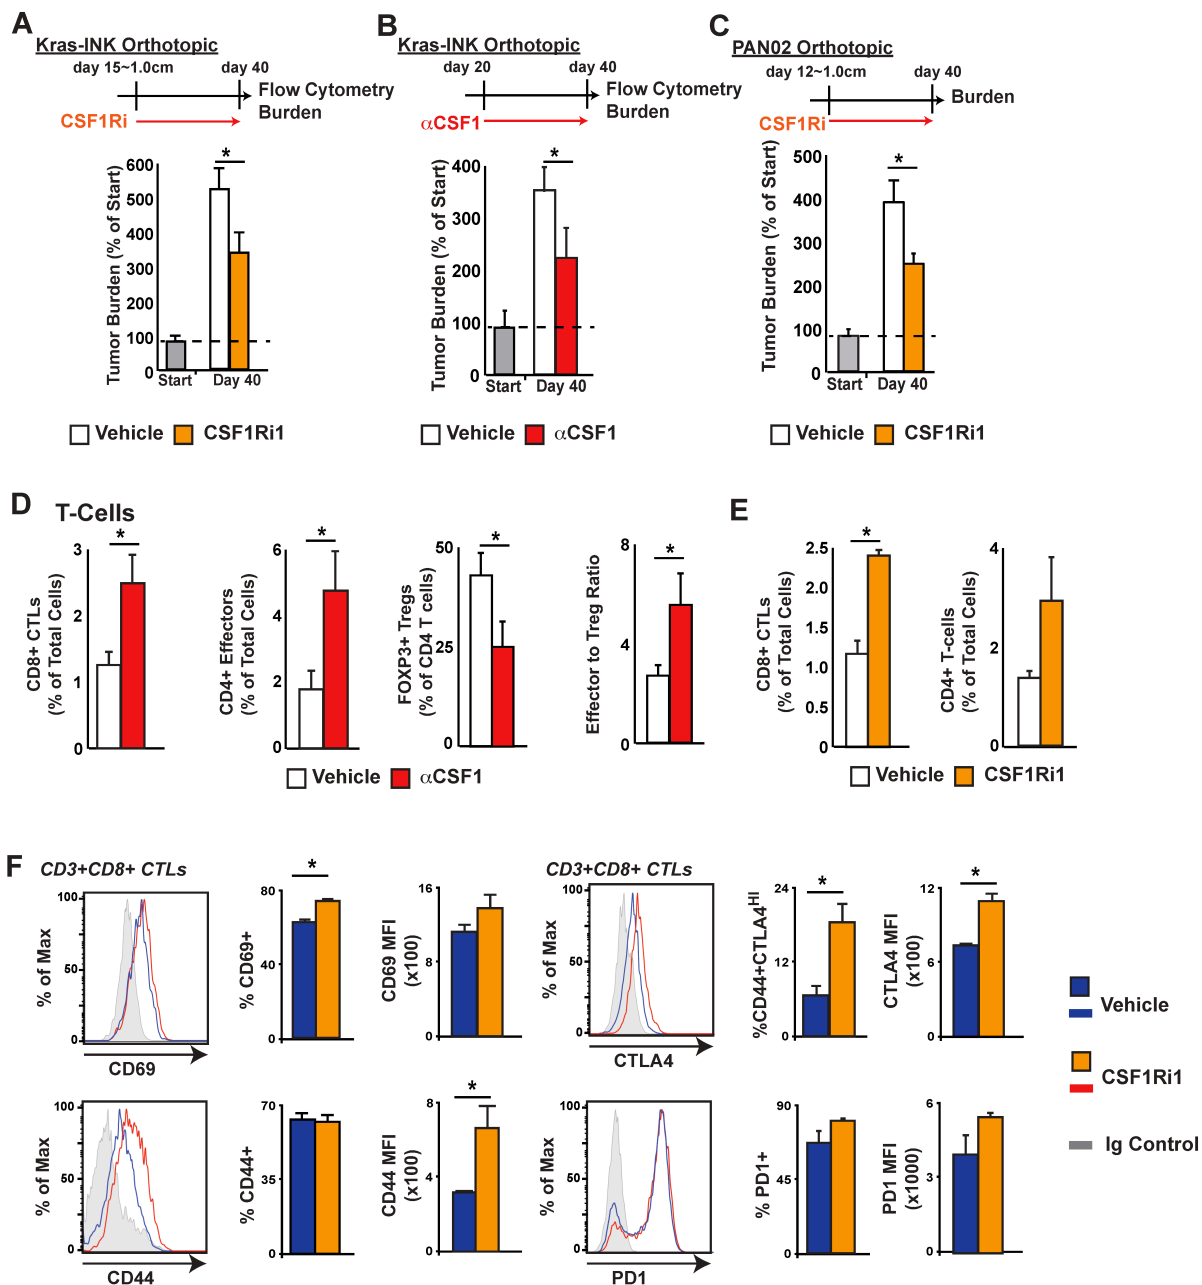 A
Kras-INK Orthotopic
day 15~1.0cm
day 40
Flow Cytometry
Burden
CSF1Ri
Tumor Burden (% of Start)
600
500
400
300
200
100
0
*
Start
Day 40
Vehicle
CSF1Ri1
B
Kras-INK Orthotopic
day 20
day 40
Flow Cytometry
Burden
αCSF1
Tumor Burden (% of Start)
400
300
200
100
0
*
Start
Day 40
Vehicle
αCSF1
C
PAN02 Orthotopic
day 12~1.0cm
day 40
Burden
CSF1Ri
Tumor Burden (% of Start)
500
400
300
200
100
0
*
Start
Day 40
Vehicle
CSF1Ri1
D
T-Cells
CD8+ CTLs
(% of Total Cells)
3
2
1
0
*
CD4+ Effectors
(% of Total Cells)
6
4
2
0
*
FOXP3+ Tregs
(% of CD4 T cells)
50
25
0
*
Effector to Treg Ratio
8
4
0
*
Vehicle
αCSF1
E
CD8+ CTLs
(% of Total Cells)
2.5
2.0
1.5
1.0
0.5
0
*
CD4+ T-cells
(% of Total Cells)
4
2
0
Vehicle
CSF1Ri1
F
CD3+CD8+ CTLs
% of Max
100
50
0
CD69
% CD69+
80
40
0
*
CD69 MFI
(x100)
16
8
0
CD3+CD8+ CTLs
% of Max
100
50
0
CTLA4
%CD44+CTLA4HI
24
12
0
*
CTLA4 MFI
(x100)
12
6
0
*
% of Max
100
50
0
CD44
% CD44+
70
35
0
CD44 MFI
(x100)
8
4
0
*
% of Max
100
50
0
PD1
% PD1+
90
45
0
PD1 MFI
(x1000)
6
3
0
Vehicle
CSF1Ri1
Ig Control